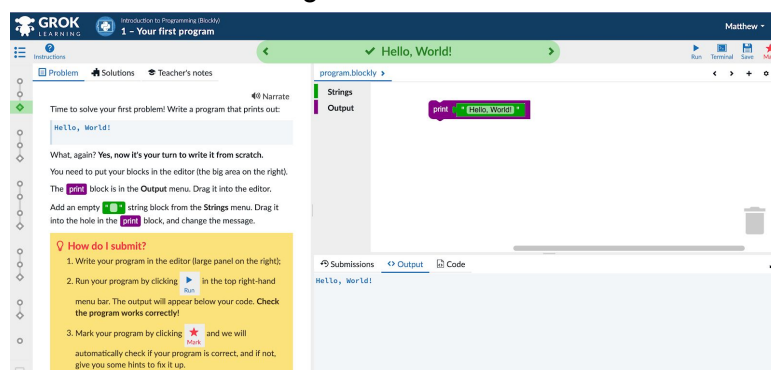 GROK
LEARNING
Introduction to Programming (Blockly)
1 – Your first program
Matthew
Instructions
Hello, World!
Run
Terminal
Save
Problem
Solutions
Teacher's notes
program.blockly
Narrate
Time to solve your first problem! Write a program that prints out:
Hello, World!
What, again? Yes, now it's your turn to write it from scratch.
You need to put your blocks in the editor (the big area on the right).
The print block is in the Output menu. Drag it into the editor.
Add an empty " " string block from the Strings menu. Drag it
into the hole in the print block, and change the message.
How do I submit?
1. Write your program in the editor (large panel on the right);
2. Run your program by clicking Run in the top right-hand
menu bar. The output will appear below your code. Check
the program works correctly!
3. Mark your program by clicking Mark and we will
automatically check if your program is correct, and if not,
give you some hints to fix it up.
Strings
Output
print " Hello, World! "
Submissions
Output
Code
Hello, World!